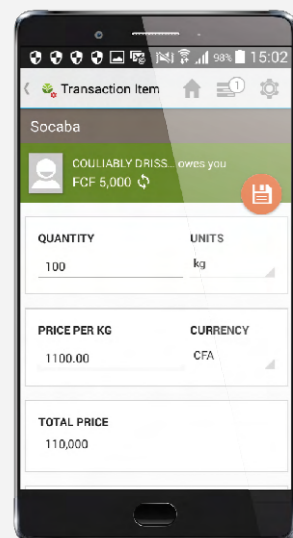 98% 15:02
Transaction Item 1
Socaba
COULIABLY DRISS... owes you
FCF 5,000
QUANTITY UNITS
100 kg
PRICE PER KG CURRENCY
1100.00 CFA
TOTAL PRICE
110,000